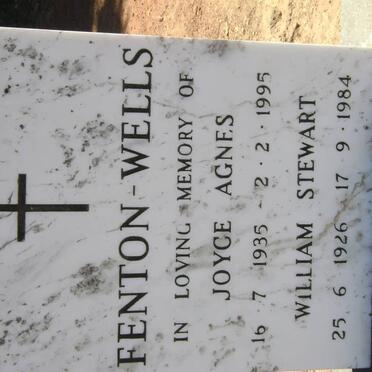 FENTON-WELLS
IN LOVING MEMORY OF
JOYCE AGNES
16·7·1935 - 2·2·1995
WILLIAM STEWART
25·6·1926 17·9·1984